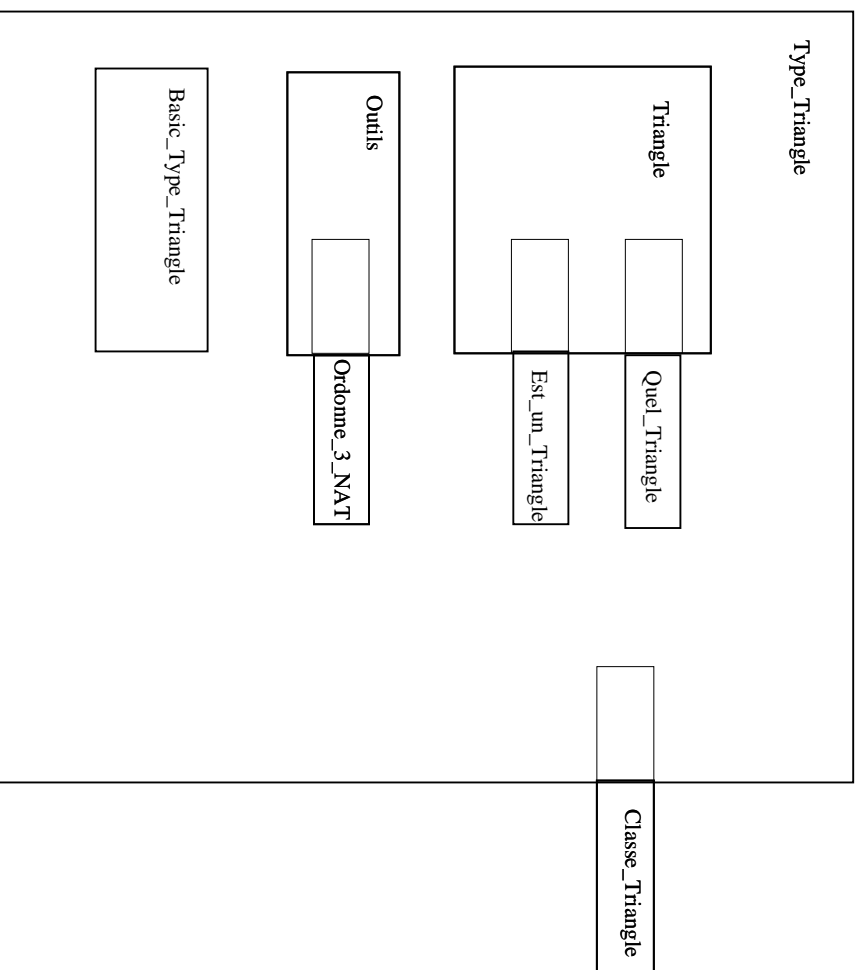 Type_Triangle
Triangle
Quel_Triangle
Est_un_Triangle
Outils
Ordonne_3_NAT
Basic_Type_Triangle
Classe_Triangle